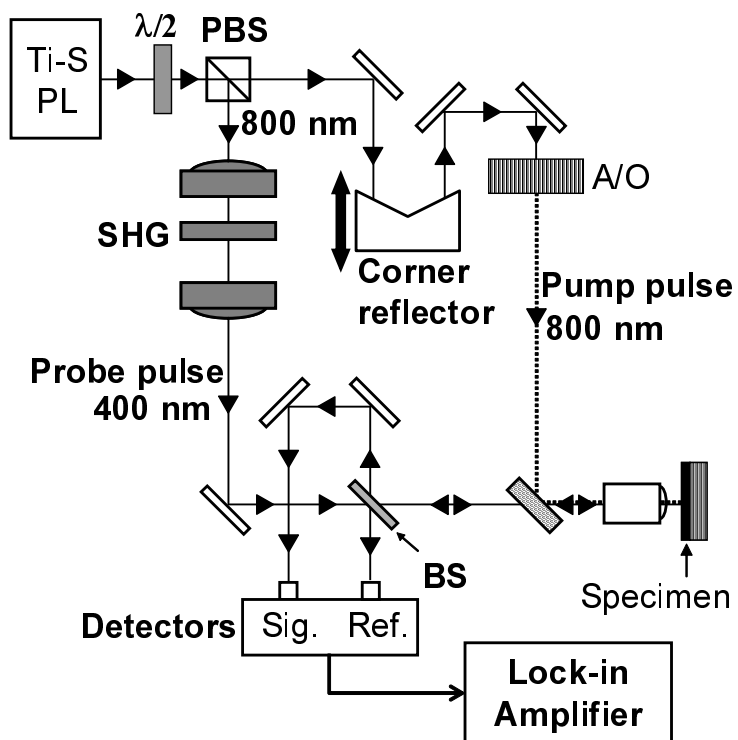 λ/2
PBS
Ti-S
PL
800 nm
A/O
SHG
Corner
reflector
Pump pulse
800 nm
Probe pulse
400 nm
BS
Specimen
Detectors
Sig. Ref.
Lock-in
Amplifier